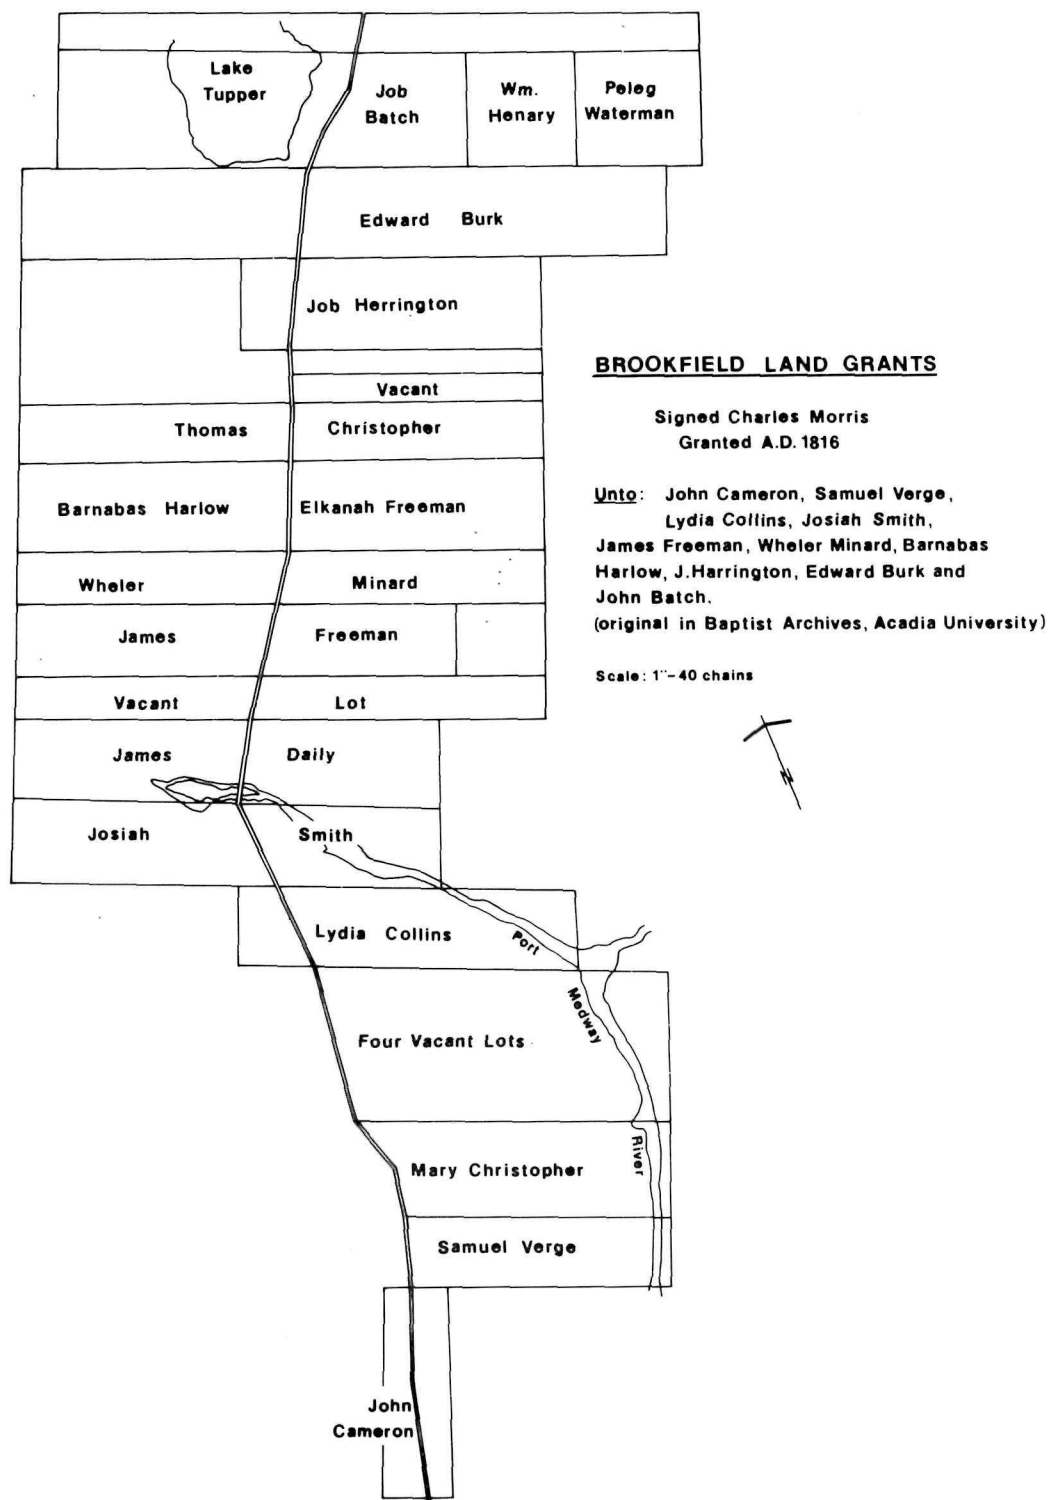 Lake
Tupper
Job
Batch
Wm.
Henary
Peleg
Waterman
Edward Burk
Job Herrington
Vacant
Thomas Christopher
Barnabas Harlow Elkanah Freeman
Wheler Minard
James Freeman
Vacant Lot
James Daily
Josiah Smith
Lydia Collins
Port
Medway
River
Four Vacant Lots
Mary Christopher
Samuel Verge
John
Cameron
BROOKFIELD LAND GRANTS
Signed Charles Morris
Granted A.D. 1816
Unto: John Cameron, Samuel Verge,
Lydia Collins, Josiah Smith,
James Freeman, Wheler Minard, Barnabas
Harlow, J.Harrington, Edward Burk and
John Batch.
(original in Baptist Archives, Acadia University)
Scale: 1"-40 chains
N